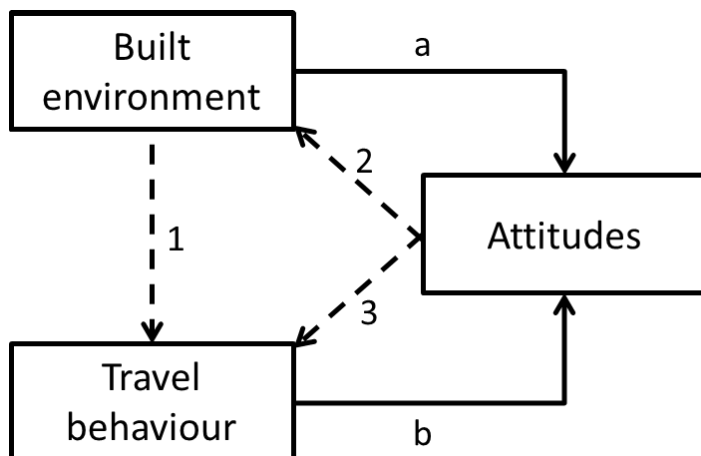 Built
environment
a
2
Attitudes
1
3
Travel
behaviour
b